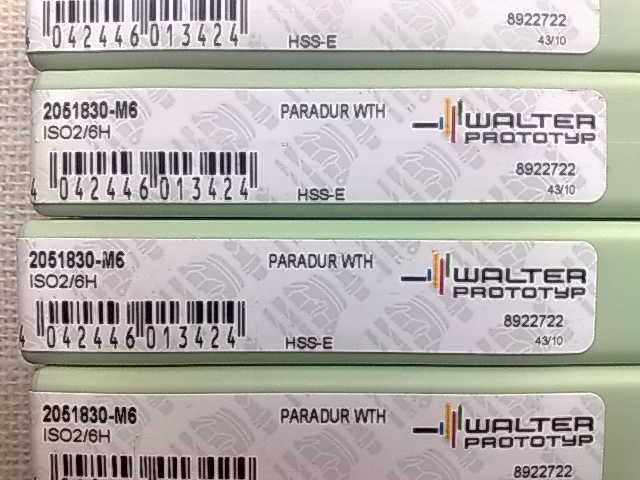 8922722
4 042446 013424
HSS-E
43/10
2051830-M6
PARADUR WTH
WALTER
ISO2/6H
PROTOTYP
8922722
4 042446 013424
HSS-E
43/10
2051830-M6
PARADUR WTH
WALTER
ISO2/6H
PROTOTYP
8922722
4 042446 013424
HSS-E
43/10
2051830-M6
PARADUR WTH
WALTER
ISO2/6H
PROTOTYP
8922722